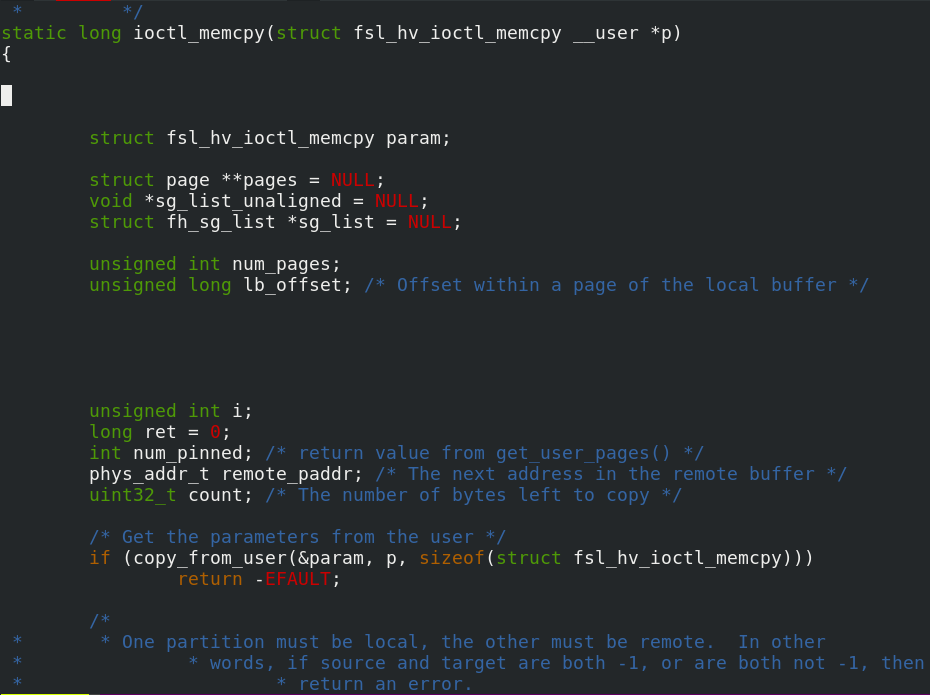 *         */
static long ioctl_memcpy(struct fsl_hv_ioctl_memcpy __user *p)
{
        struct fsl_hv_ioctl_memcpy param;
        struct page **pages = NULL;
        void *sg_list_unaligned = NULL;
        struct fh_sg_list *sg_list = NULL;
        unsigned int num_pages;
        unsigned long lb_offset; /* Offset within a page of the local buffer */
        unsigned int i;
        long ret = 0;
        int num_pinned; /* return value from get_user_pages() */
        phys_addr_t remote_paddr; /* The next address in the remote buffer */
        uint32_t count; /* The number of bytes left to copy */
        /* Get the parameters from the user */
        if (copy_from_user(&param, p, sizeof(struct fsl_hv_ioctl_memcpy)))
                return -EFAULT;
        /*
 *       * One partition must be local, the other must be remote.  In other
 *               * words, if source and target are both -1, or are both not -1, then
 *                       * return an error.